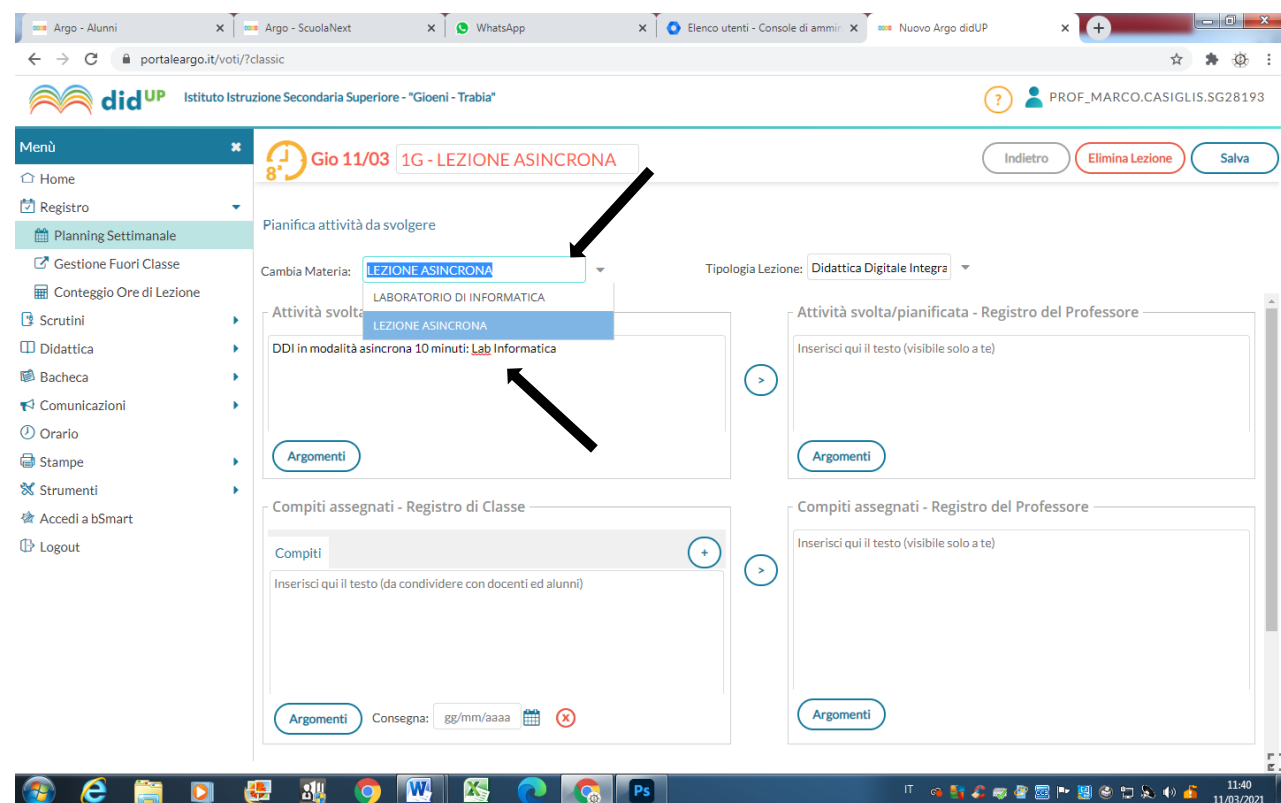 Argo - Alunni
Argo - ScuolaNext
WhatsApp
Elenco utenti - Console di ammin
Nuovo Argo didUP
portaleargo.it/voti/?classic
didUP
Istituto Istruzione Secondaria Superiore - "Gioeni - Trabia"
?
PROF_MARCO.CASIGLIS.SG28193
Menù
Home
Registro
Planning Settimanale
Gestione Fuori Classe
Conteggio Ore di Lezione
Scrutini
Didattica
Bacheca
Comunicazioni
Orario
Stampe
Strumenti
Accedi a bSmart
Logout
8ª
Gio 11/03
1G - LEZIONE ASINCRONA
Indietro
Elimina Lezione
Salva
Pianifica attività da svolgere
Cambia Materia:
LEZIONE ASINCRONA
Tipologia Lezione:
Didattica Digitale Integra
LABORATORIO DI INFORMATICA
LEZIONE ASINCRONA
Attività svolta
DDI in modalità asincrona 10 minuti: Lab Informatica
Argomenti
>
Attività svolta/pianificata - Registro del Professore
Inserisci qui il testo (visibile solo a te)
Argomenti
Compiti assegnati - Registro di Classe
Compiti
+
Inserisci qui il testo (da condividere con docenti ed alunni)
Argomenti
Consegna:
gg/mm/aaaa
>
Compiti assegnati - Registro del Professore
Inserisci qui il testo (visibile solo a te)
Argomenti
Ps
IT
11:40
11/03/2021